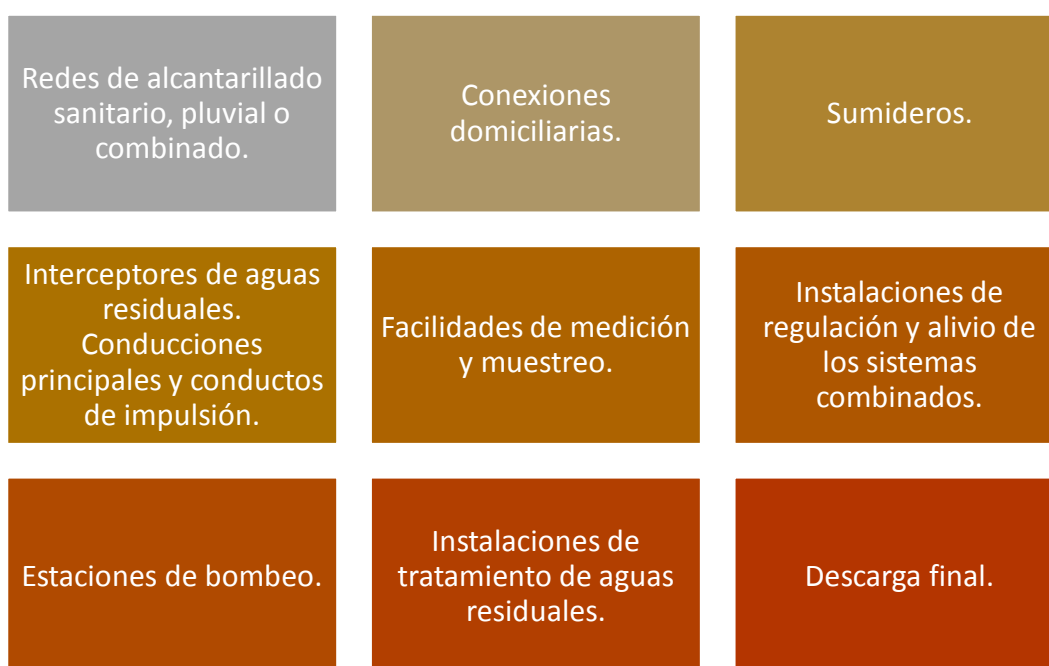 Redes de alcantarillado
sanitario, pluvial o
combinado.
Conexiones
domiciliarias.
Sumideros.
Interceptores de aguas
residuales.
Conducciones
principales y conductos
de impulsión.
Facilidades de medición
y muestreo.
Instalaciones de
regulación y alivio de
los sistemas
combinados.
Estaciones de bombeo.
Instalaciones de
tratamiento de aguas
residuales.
Descarga final.